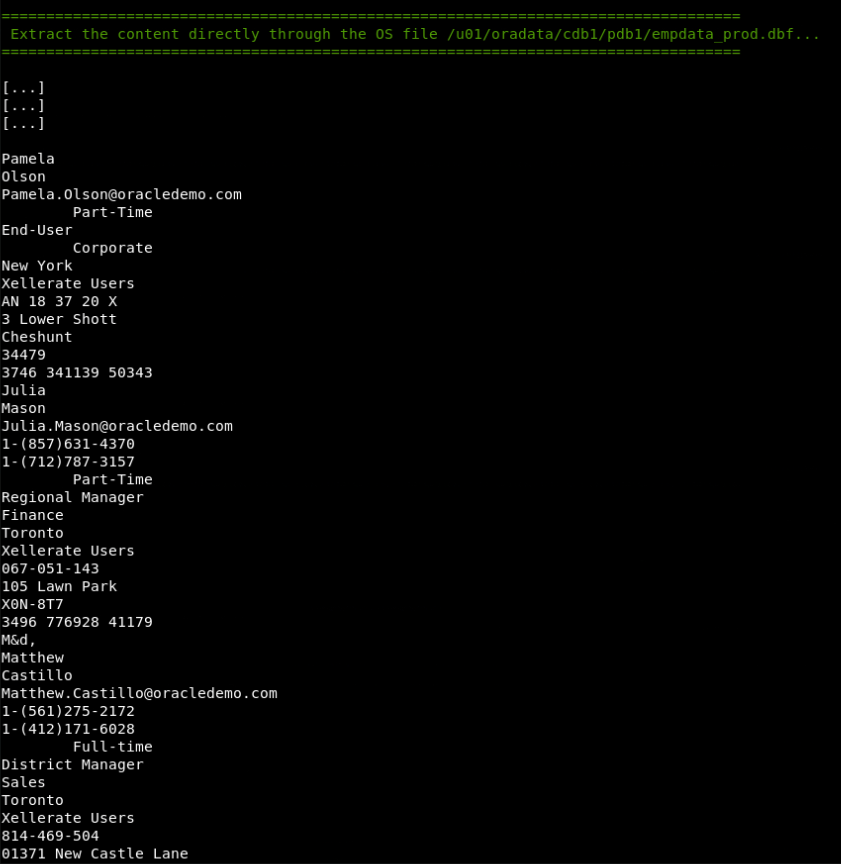 ================================================================================
Extract the content directly through the OS file /u01/oradata/cdb1/pdb1/empdata_prod.dbf...
================================================================================
[...]
[...]
[...]
Pamela
Olson
Pamela.Olson@oracledemo.com
Part-Time
End-User
Corporate
New York
Xellerate Users
AN 18 37 20 X
3 Lower Shott
Cheshunt
34479
3746 341139 50343
Julia
Mason
Julia.Mason@oracledemo.com
1-(857)631-4370
1-(712)787-3157
Part-Time
Regional Manager
Finance
Toronto
Xellerate Users
067-051-143
105 Lawn Park
X0N-8T7
3496 776928 41179
M&d,
Matthew
Castillo
Matthew.Castillo@oracledemo.com
1-(561)275-2172
1-(412)171-6028
Full-time
District Manager
Sales
Toronto
Xellerate Users
814-469-504
01371 New Castle Lane